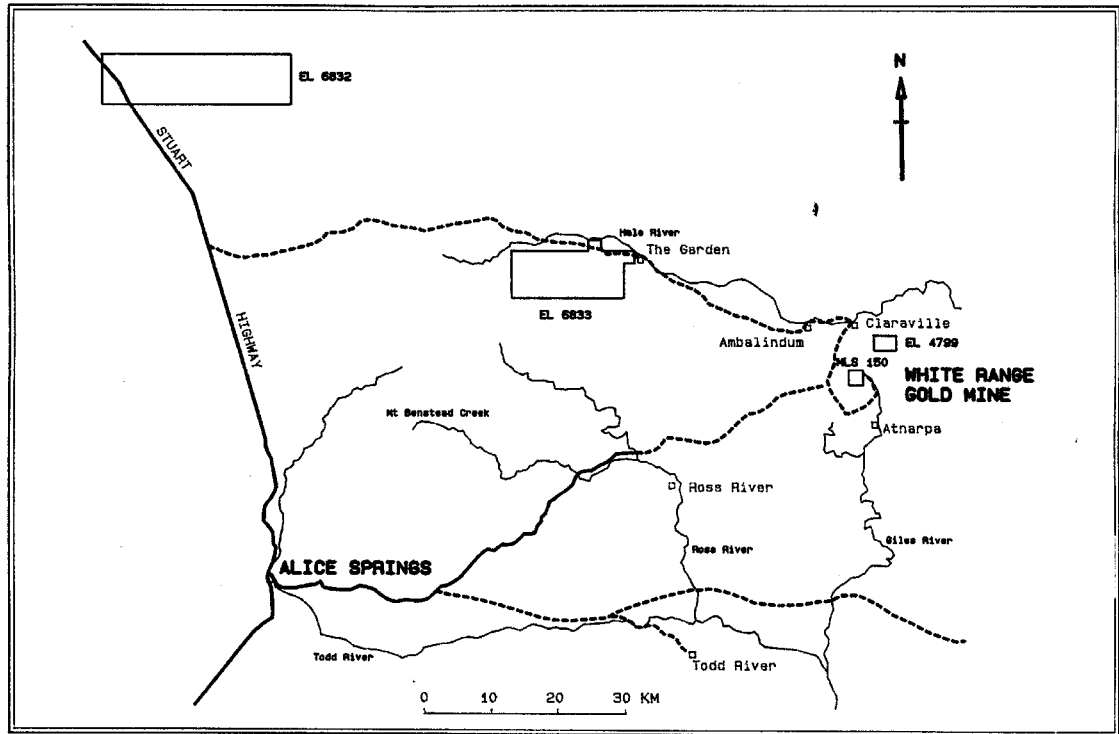 EL 6832
N
STUART
Hale River
The Garden
EL 6833
HIGHWAY
Ambalindum
Claraville
EL 4799
MLS 150
WHITE RANGE
GOLD MINE
Mt Benstead Creek
Atnarpa
Ross River
Ross River
Giles River
ALICE SPRINGS
Todd River
Todd River
0 10 20 30 KM